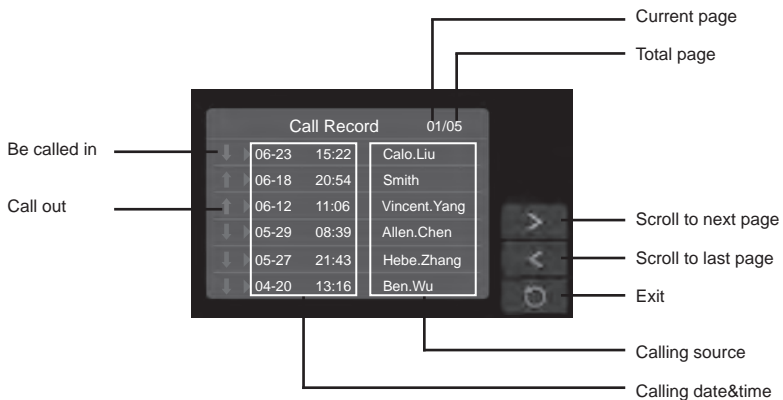 Current page
Total page
Call Record 01/05
Be called in
06-23 15:22 Calo.Liu
06-18 20:54 Smith
Call out
06-12 11:06 Vincent.Yang
Scroll to next page
05-29 08:39 Allen.Chen
05-27 21:43 Hebe.Zhang
Scroll to last page
04-20 13:16 Ben.Wu
Exit
Calling source
Calling date&time